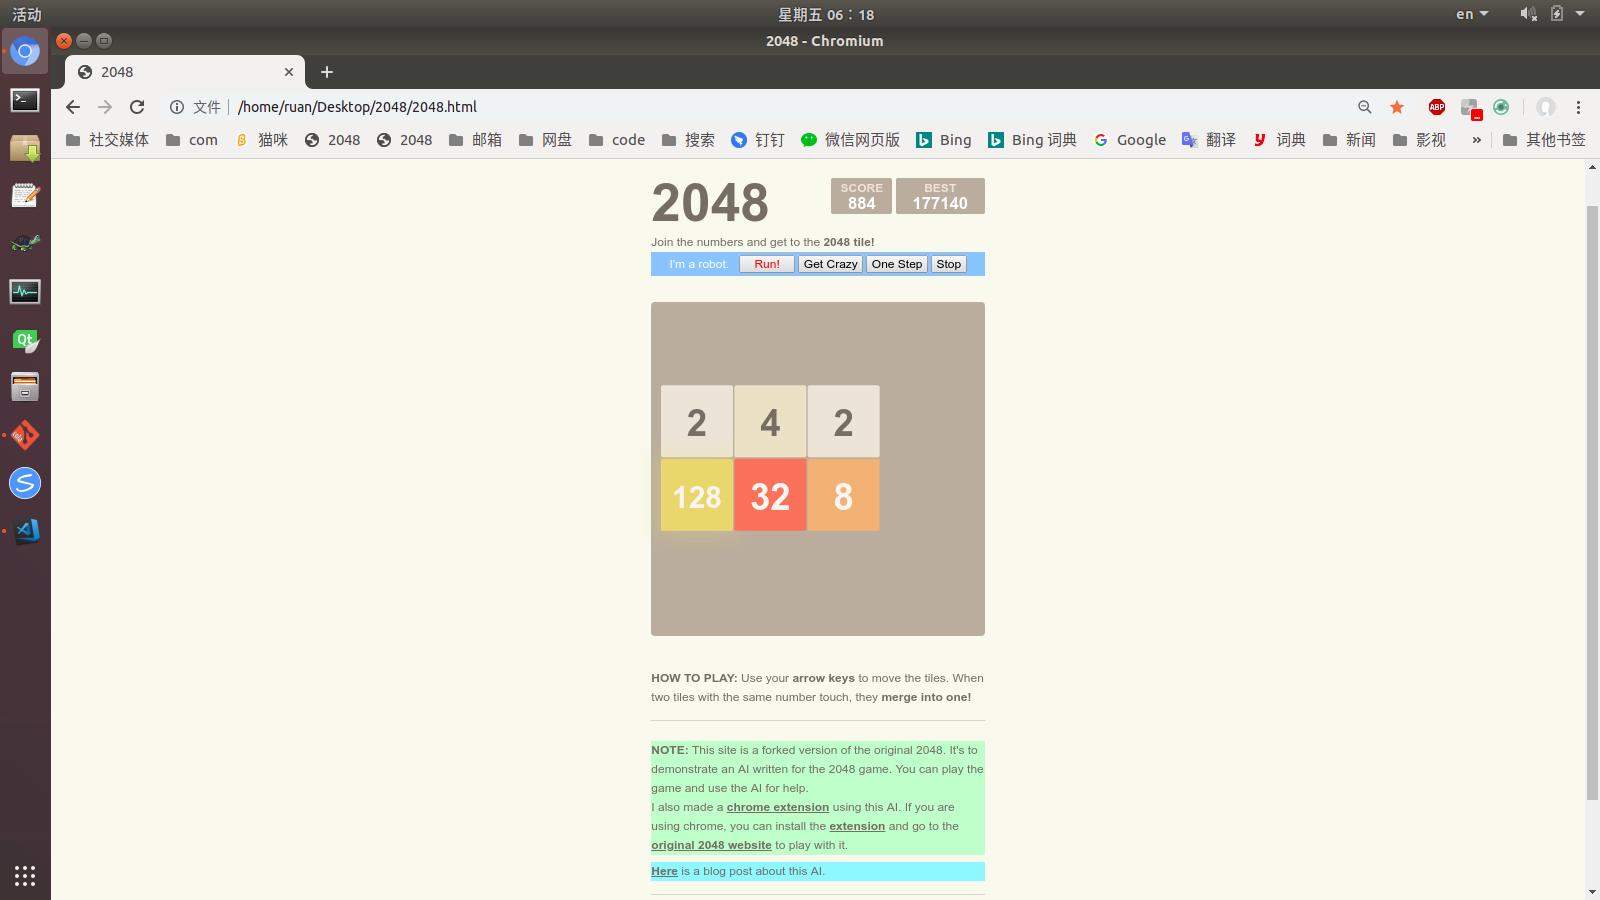 活动
星期五 06：18
en
2048 - Chromium
2048
文件 /home/ruan/Desktop/2048/2048.html
ABP
...
社交媒体 com 猫咪 2048 2048 邮箱 网盘 code 搜索 钉钉 微信网页版 Bing Bing 词典 Google 翻译 词典 新闻 影视 » 其他书签
2048
SCORE
884
BEST
177140
Join the numbers and get to the 2048 tile!
I'm a robot. Run! Get Crazy One Step Stop
2 4 2
128 32 8
HOW TO PLAY: Use your arrow keys to move the tiles. When
two tiles with the same number touch, they merge into one!
NOTE: This site is a forked version of the original 2048. It's to
demonstrate an AI written for the 2048 game. You can play the
game and use the AI for help.
I also made a chrome extension using this AI. If you are
using chrome, you can install the extension and go to the
original 2048 website to play with it.
Here is a blog post about this AI.
Qt